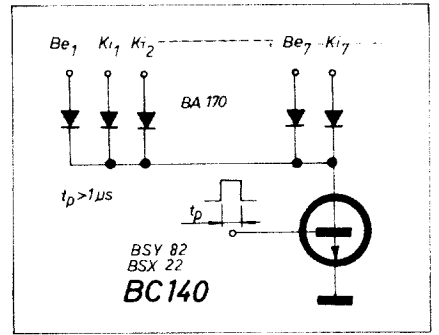 Be₁ Ki₁ Ki₂ Be₇ Ki₇
BA 170
tₚ>1μs
tₚ
BSY 82
BSX 22
BC140